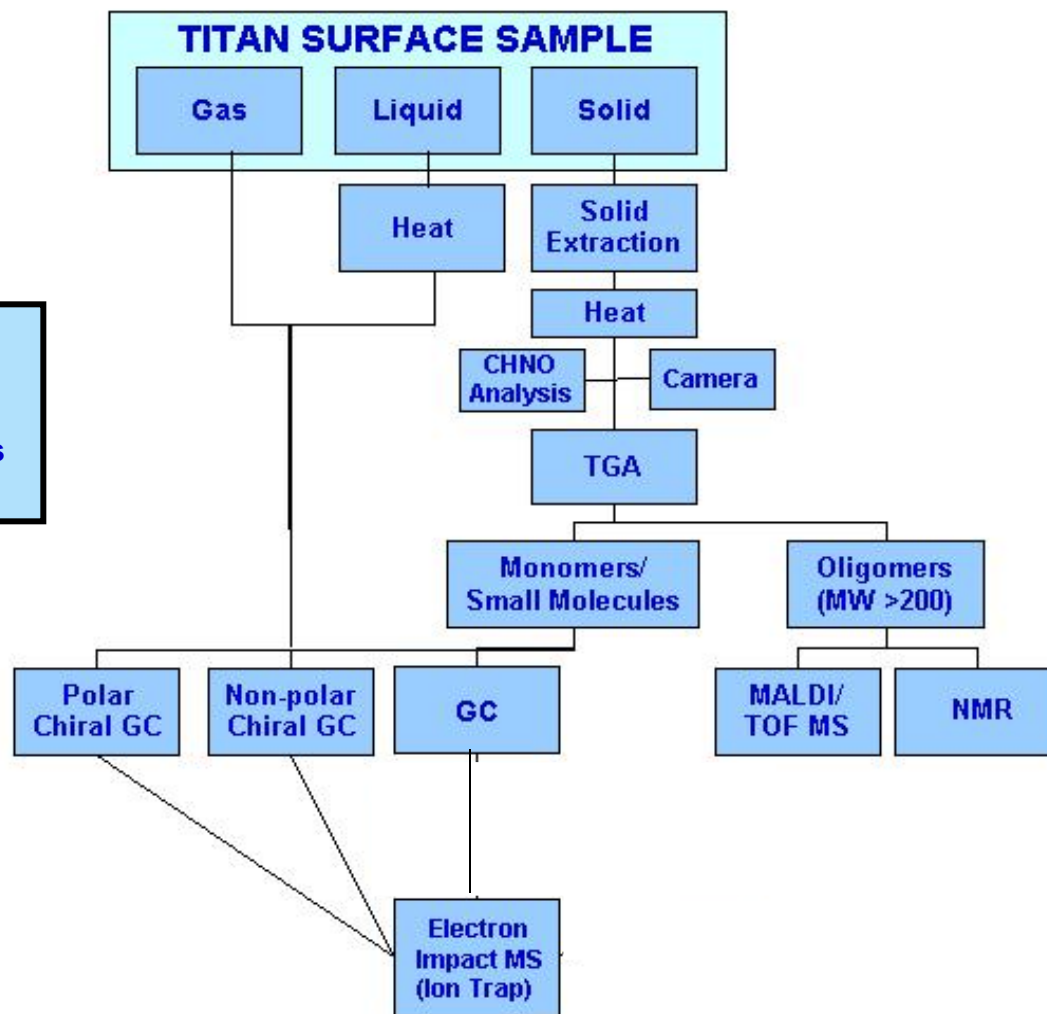 TITAN SURFACE SAMPLE
Gas
Liquid
Solid
Heat
Solid
Extraction
Heat
CHNO
Analysis
Camera
TGA
Monomers/
Small Molecules
Oligomers
(MW >200)
Polar
Chiral GC
Non-polar
Chiral GC
GC
MALDI/
TOF MS
NMR
Electron
Impact MS
(Ion Trap)